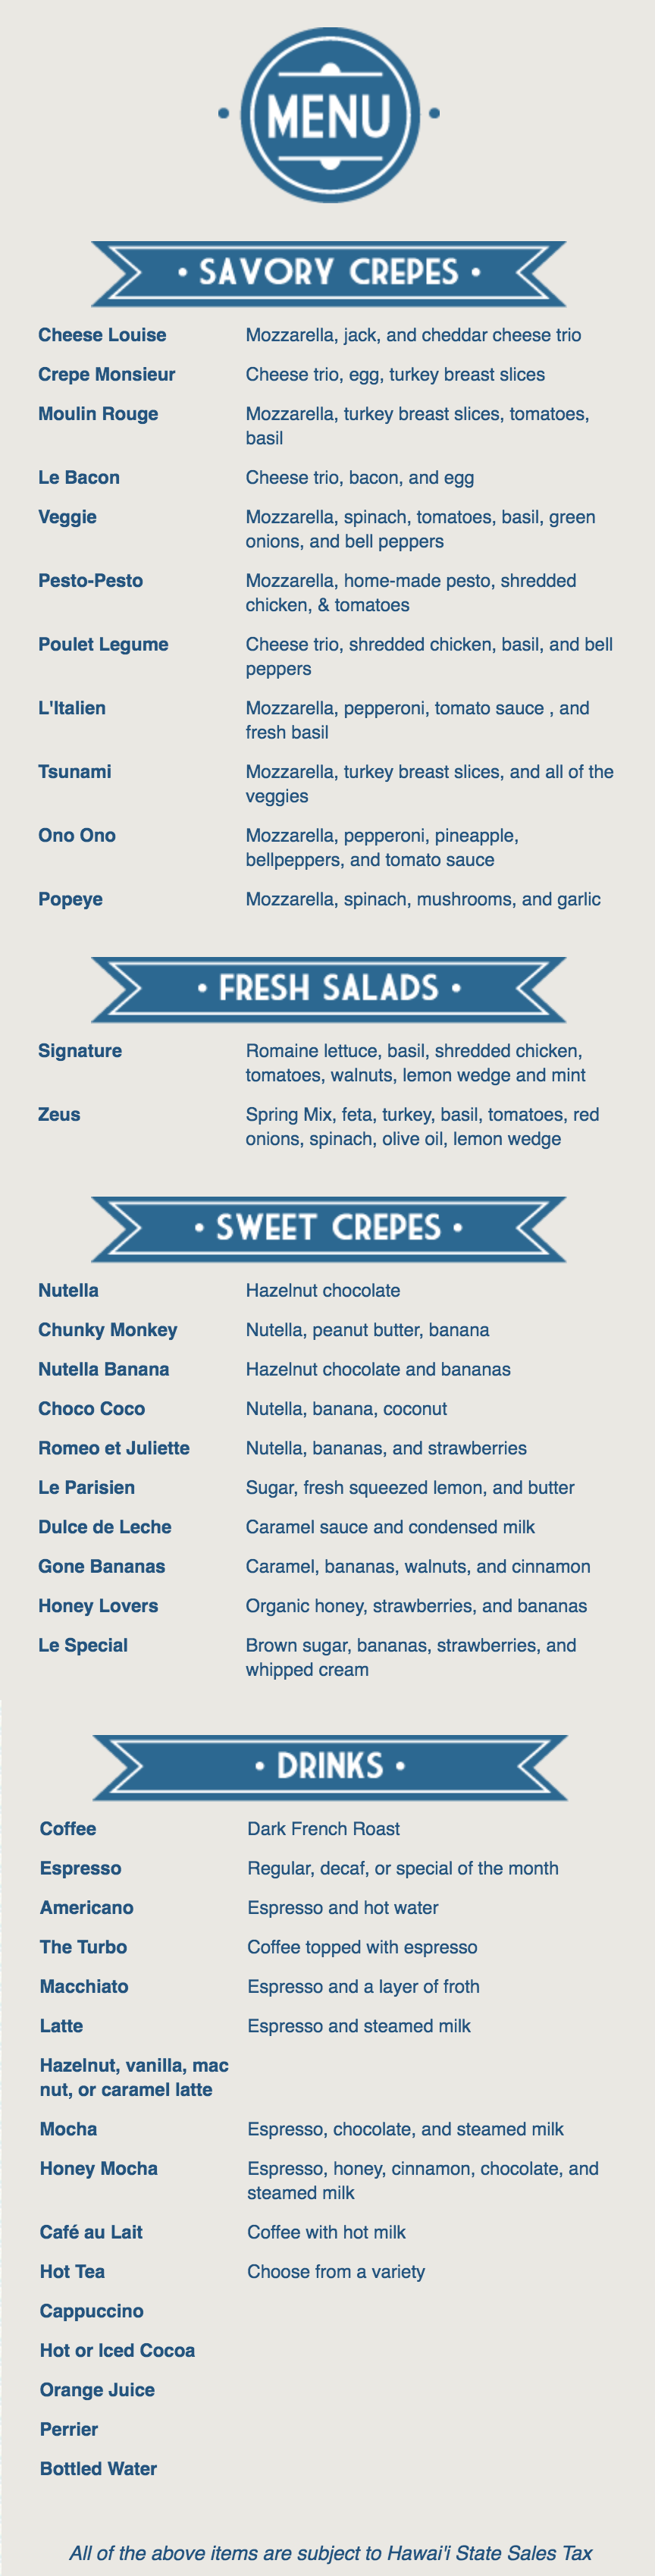 MENU
• SAVORY CREPES •
Cheese Louise Mozzarella, jack, and cheddar cheese trio
Crepe Monsieur Cheese trio, egg, turkey breast slices
Moulin Rouge Mozzarella, turkey breast slices, tomatoes,
basil
Le Bacon Cheese trio, bacon, and egg
Veggie Mozzarella, spinach, tomatoes, basil, green
onions, and bell peppers
Pesto-Pesto Mozzarella, home-made pesto, shredded
chicken, & tomatoes
Poulet Legume Cheese trio, shredded chicken, basil, and bell
peppers
L'Italien Mozzarella, pepperoni, tomato sauce , and
fresh basil
Tsunami Mozzarella, turkey breast slices, and all of the
veggies
Ono Ono Mozzarella, pepperoni, pineapple,
bellpeppers, and tomato sauce
Popeye Mozzarella, spinach, mushrooms, and garlic
• FRESH SALADS •
Signature Romaine lettuce, basil, shredded chicken,
tomatoes, walnuts, lemon wedge and mint
Zeus Spring Mix, feta, turkey, basil, tomatoes, red
onions, spinach, olive oil, lemon wedge
• SWEET CREPES •
Nutella Hazelnut chocolate
Chunky Monkey Nutella, peanut butter, banana
Nutella Banana Hazelnut chocolate and bananas
Choco Coco Nutella, banana, coconut
Romeo et Juliette Nutella, bananas, and strawberries
Le Parisien Sugar, fresh squeezed lemon, and butter
Dulce de Leche Caramel sauce and condensed milk
Gone Bananas Caramel, bananas, walnuts, and cinnamon
Honey Lovers Organic honey, strawberries, and bananas
Le Special Brown sugar, bananas, strawberries, and
whipped cream
• DRINKS •
Coffee Dark French Roast
Espresso Regular, decaf, or special of the month
Americano Espresso and hot water
The Turbo Coffee topped with espresso
Macchiato Espresso and a layer of froth
Latte Espresso and steamed milk
Hazelnut, vanilla, mac
nut, or caramel latte
Mocha Espresso, chocolate, and steamed milk
Honey Mocha Espresso, honey, cinnamon, chocolate, and
steamed milk
Café au Lait Coffee with hot milk
Hot Tea Choose from a variety
Cappuccino
Hot or Iced Cocoa
Orange Juice
Perrier
Bottled Water
All of the above items are subject to Hawai'i State Sales Tax